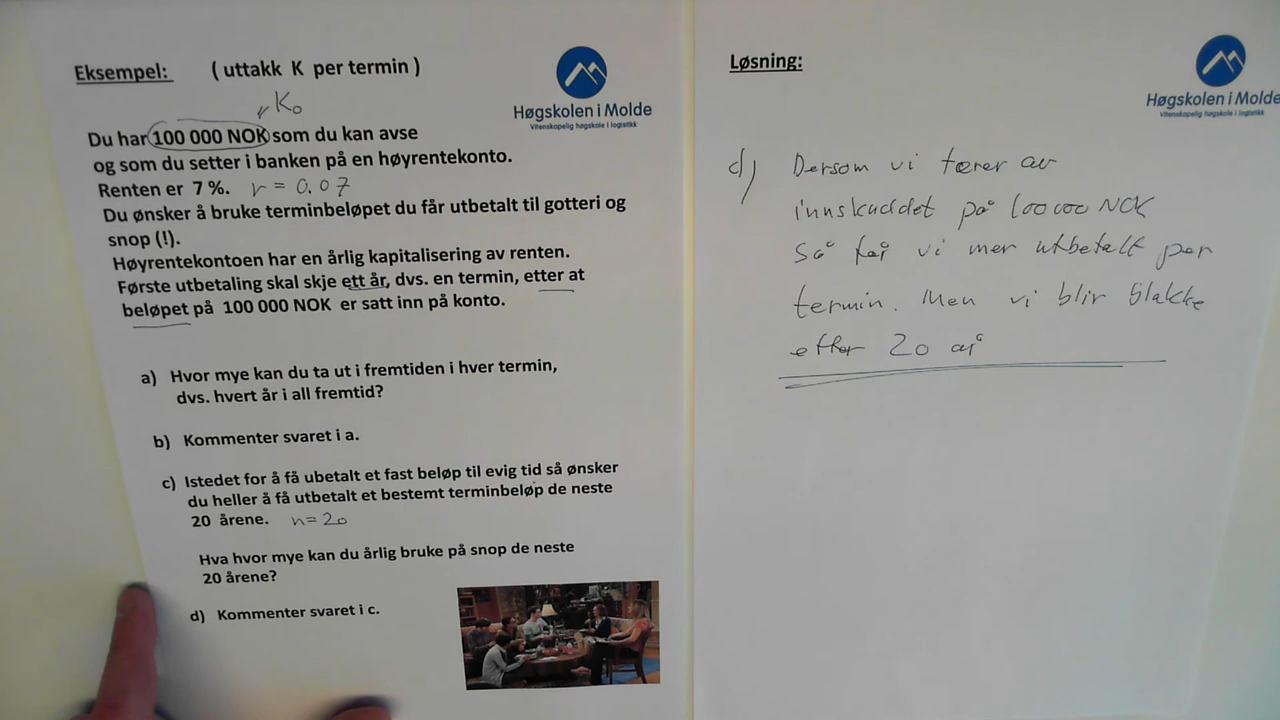 Eksempel: ( uttakk K per termin )
Høgskolen i Molde
Vitenskapelig høgskole i logistikk
K₀
Du har 100 000 NOK som du kan avse
og som du setter i banken på en høyrentekonto.
Renten er 7 %. r = 0.07
Du ønsker å bruke terminbeløpet du får utbetalt til gotteri og
snop (!).
Høyrentekontoen har en årlig kapitalisering av renten.
Første utbetaling skal skje ett år, dvs. en termin, etter at
beløpet på 100 000 NOK er satt inn på konto.
a) Hvor mye kan du ta ut i fremtiden i hver termin,
dvs. hvert år i all fremtid?
b) Kommenter svaret i a.
c) Istedet for å få ubetalt et fast beløp til evig tid så ønsker
du heller å få utbetalt et bestemt terminbeløp de neste
20 årene. n=20
Hva hvor mye kan du årlig bruke på snop de neste
20 årene?
d) Kommenter svaret i c.
Løsning:
Høgskolen i Molde
Vitenskapelig høgskole i logistikk
d) Dersom vi tærer av
innskuddet på 100 000 NOK
så får vi mer utbetalt per
termin. Men vi blir blakke
etter 20 år